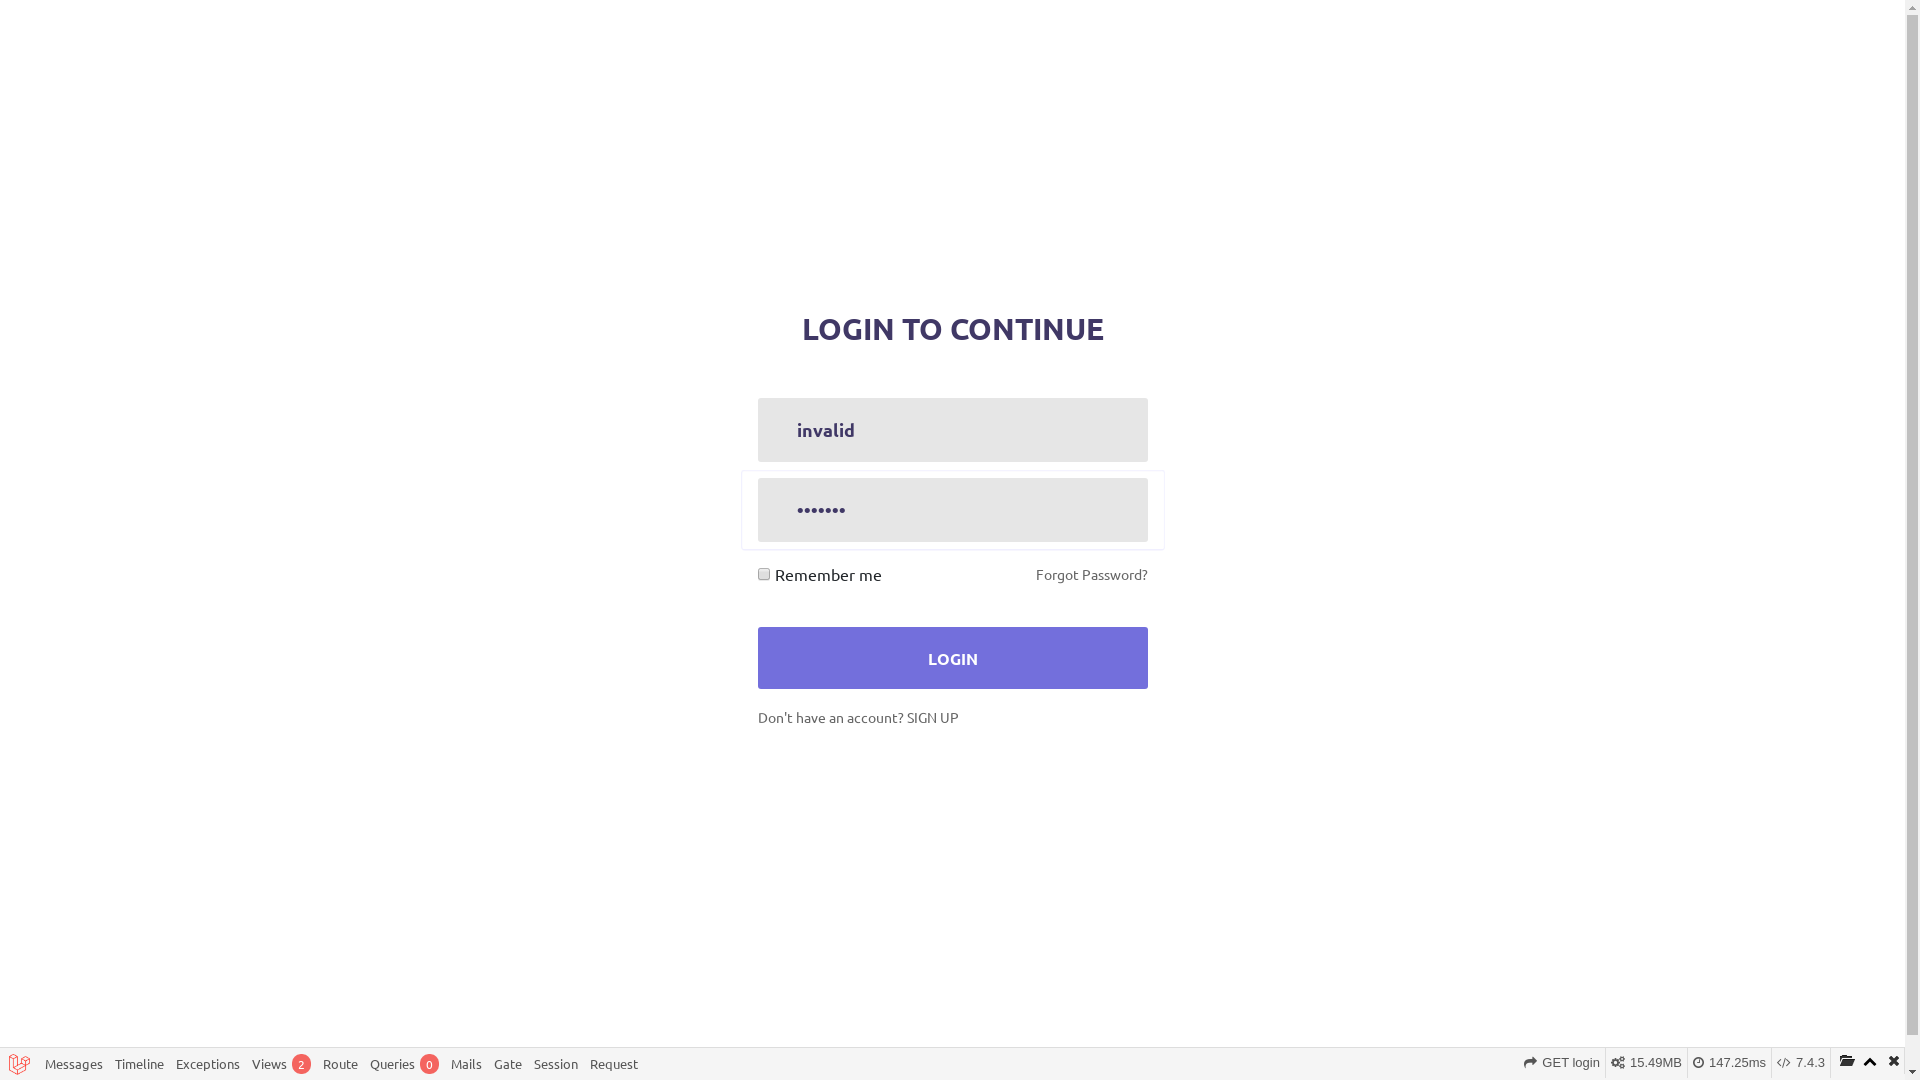 LOGIN TO CONTINUE
invalid
•••••••
Remember me Forgot Password?
LOGIN
Don't have an account? SIGN UP
Messages Timeline Exceptions Views 2 Route Queries 0 Mails Gate Session Request GET login 15.49MB 147.25ms 7.4.3